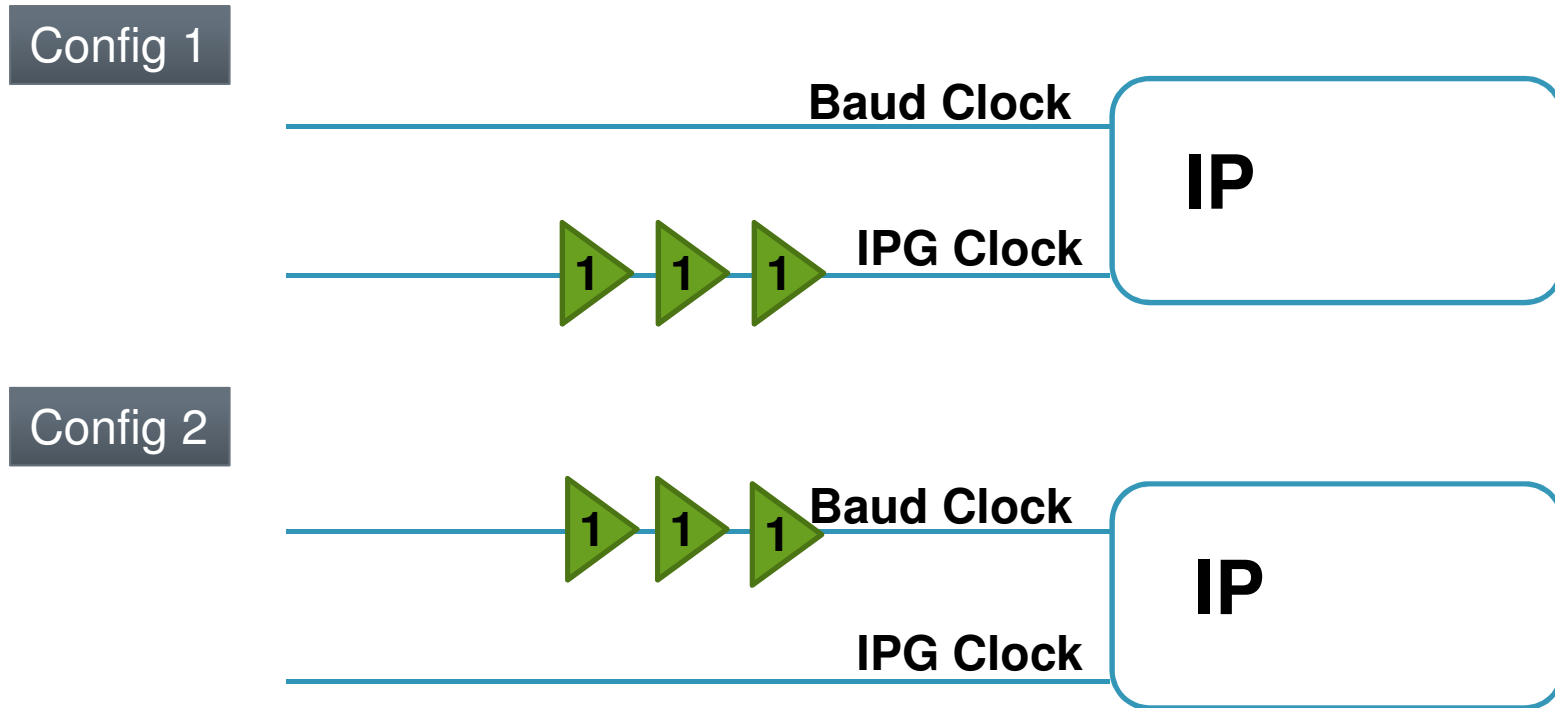 Config 1
Baud Clock
IP
IPG Clock
1 1 1
Config 2
Baud Clock
1 1 1
IP
IPG Clock